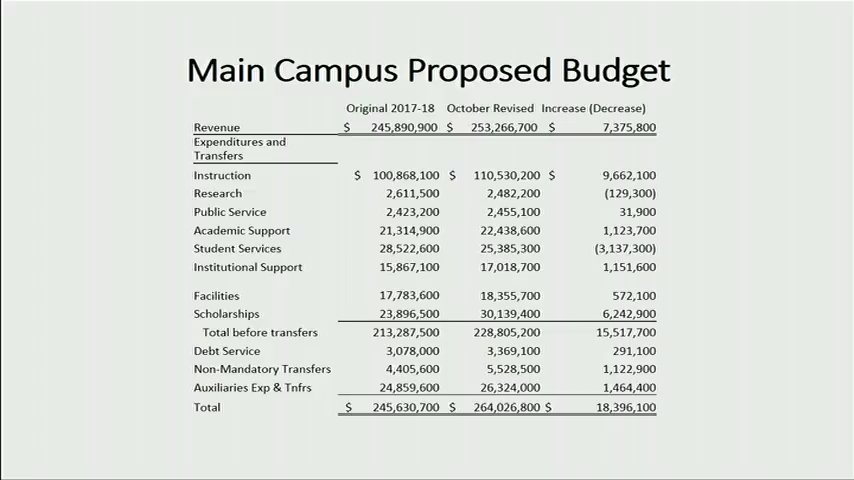 Main Campus Proposed Budget
Original 2017-18 October Revised Increase (Decrease)
Revenue $ 245,890,900 $ 253,266,700 $ 7,375,800
Expenditures and
Transfers
Instruction $ 100,868,100 $ 110,530,200 $ 9,662,100
Research 2,611,500 2,482,200 (129,300)
Public Service 2,423,200 2,455,100 31,900
Academic Support 21,314,900 22,438,600 1,123,700
Student Services 28,522,600 25,385,300 (3,137,300)
Institutional Support 15,867,100 17,018,700 1,151,600
Facilities 17,783,600 18,355,700 572,100
Scholarships 23,896,500 30,139,400 6,242,900
Total before transfers 213,287,500 228,805,200 15,517,700
Debt Service 3,078,000 3,369,100 291,100
Non-Mandatory Transfers 4,405,600 5,528,500 1,122,900
Auxiliaries Exp & Tnfrs 24,859,600 26,324,000 1,464,400
Total $ 245,630,700 $ 264,026,800 $ 18,396,100